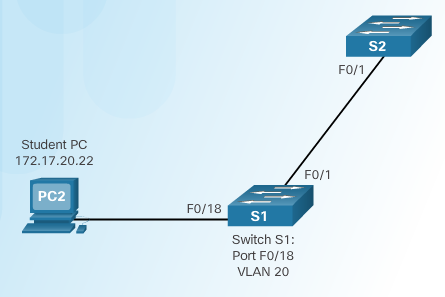 S2
F0/1
Student PC
172.17.20.22
F0/1
PC2
F0/18
S1
Switch S1:
Port F0/18
VLAN 20